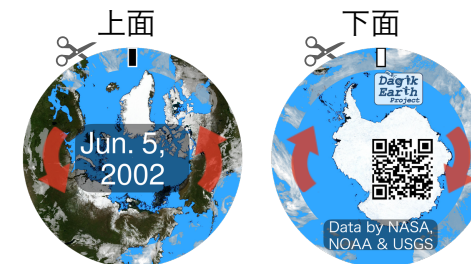 上面
下面
Jun. 5,
2002
Dagik
Earth
Project
Data by NASA,
NOAA & USGS